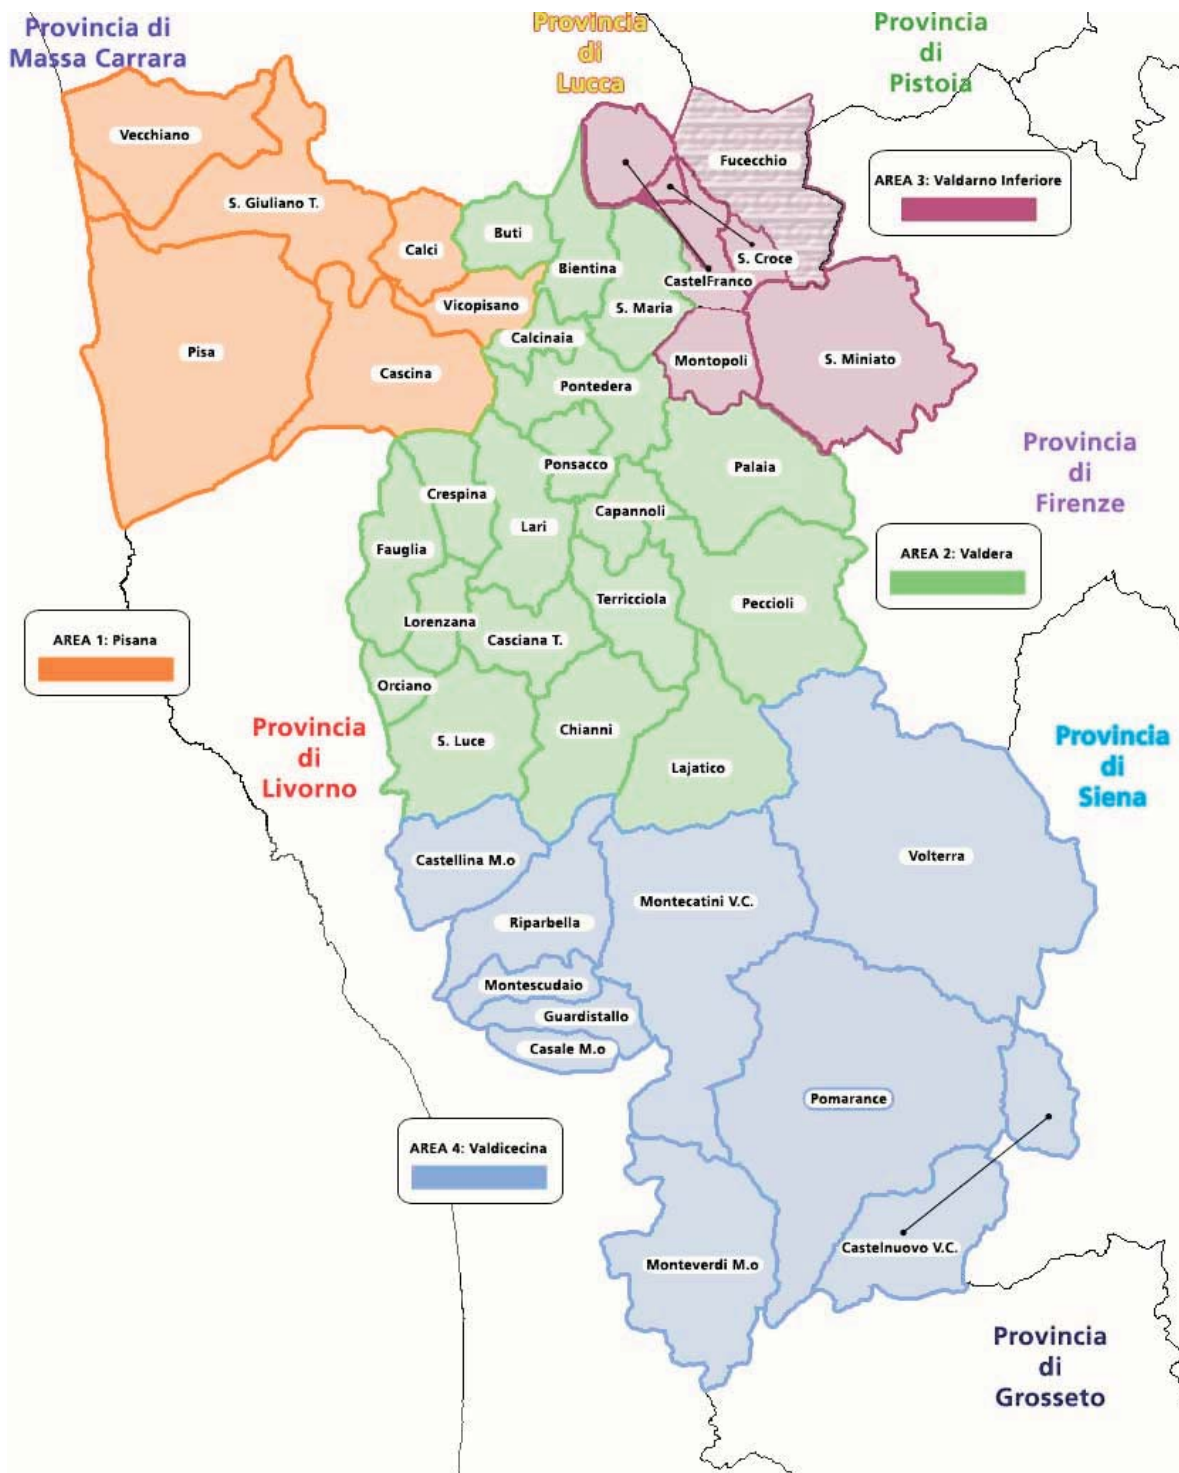 Provincia di
Massa Carrara
Provincia
di
Lucca
Provincia
di
Pistoia
Vecchiano
Fucecchio
AREA 3: Valdarno Inferiore
S. Giuliano T.
Buti
Calci
S. Croce
Bientina
CastelFranco
Vicopisano
S. Maria
Calcinaia
Pisa
Montopoli
S. Miniato
Cascina
Pontedera
Provincia
di
Firenze
Ponsacco
Palaia
Crespina
Capannoli
Lari
Fauglia
AREA 2: Valdera
Terricciola
Peccioli
Lorenzana
Casciana T.
AREA 1: Pisana
Orciano
Provincia
di
Livorno
S. Luce
Chianni
Lajatico
Provincia
di
Siena
Castellina M.o
Volterra
Montecatini V.C.
Riparbella
Montescudaio
Guardistallo
Casale M.o
Pomarance
AREA 4: Valdicecina
Castelnuovo V.C.
Monteverdi M.o
Provincia
di
Grosseto